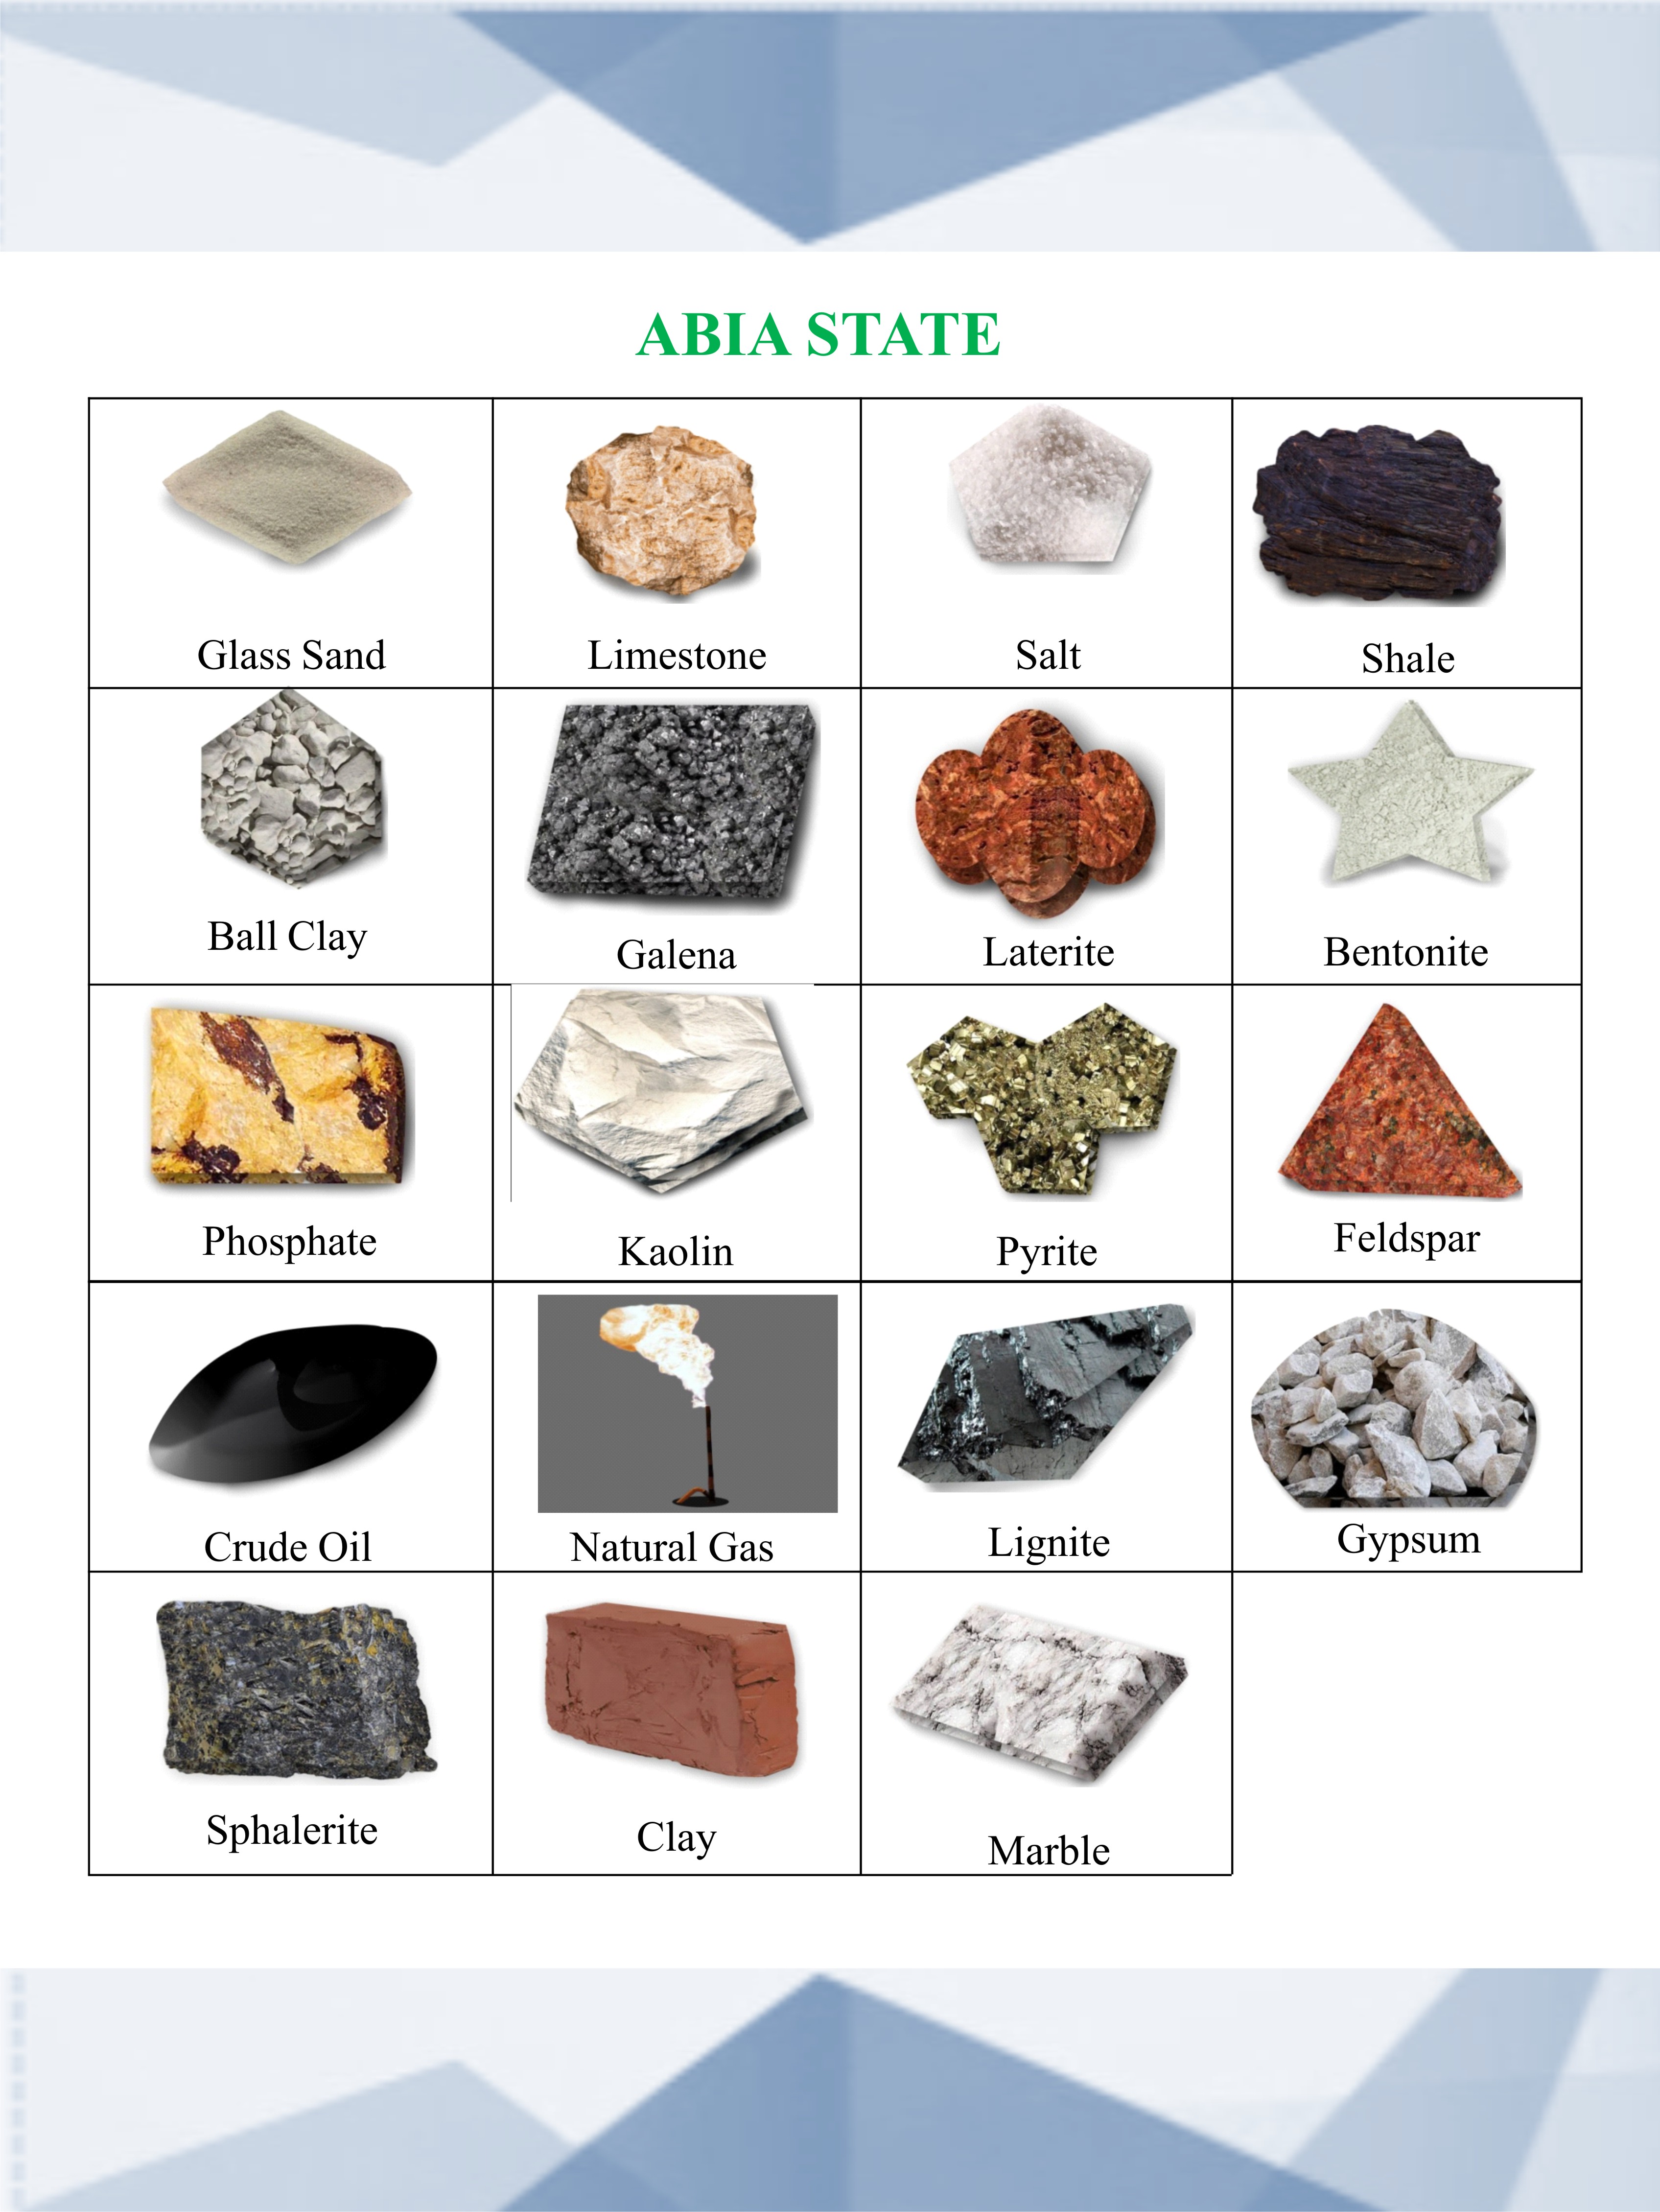 ABIA STATE
Glass Sand
Limestone
Salt
Shale
Ball Clay
Galena
Laterite
Bentonite
Phosphate
Kaolin
Pyrite
Feldspar
Crude Oil
Natural Gas
Lignite
Gypsum
Sphalerite
Clay
Marble